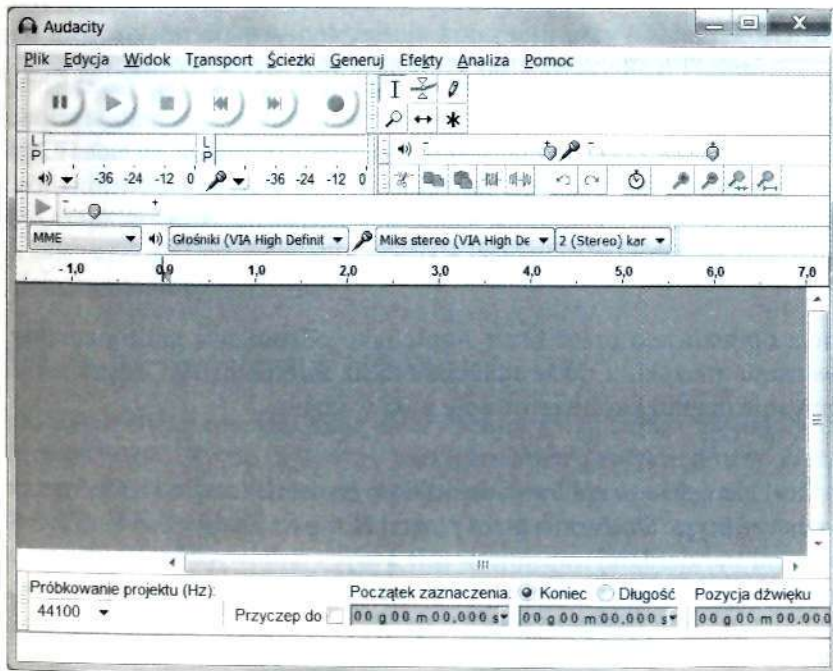 Audacity
Plik Edycja Widok Transport Ścieżki Generuj Efekty Analiza Pomoc
L
P
L
P
-36 -24 -12 0
-36 -24 -12 0
- +
- +
- +
MME
Głośniki (VIA High Definit
Miks stereo (VIA High De
2 (Stereo) kar
- 1,0 0,0 1,0 2,0 3,0 4,0 5,0 6,0 7,0
Próbkowanie projektu (Hz):
44100
Przyczep do
Początek zaznaczenia:
Koniec
Długość
Pozycja dźwięku
00 g 00 m 00,000 s
00 g 00 m 00,000 s
00 g 00 m 00,000